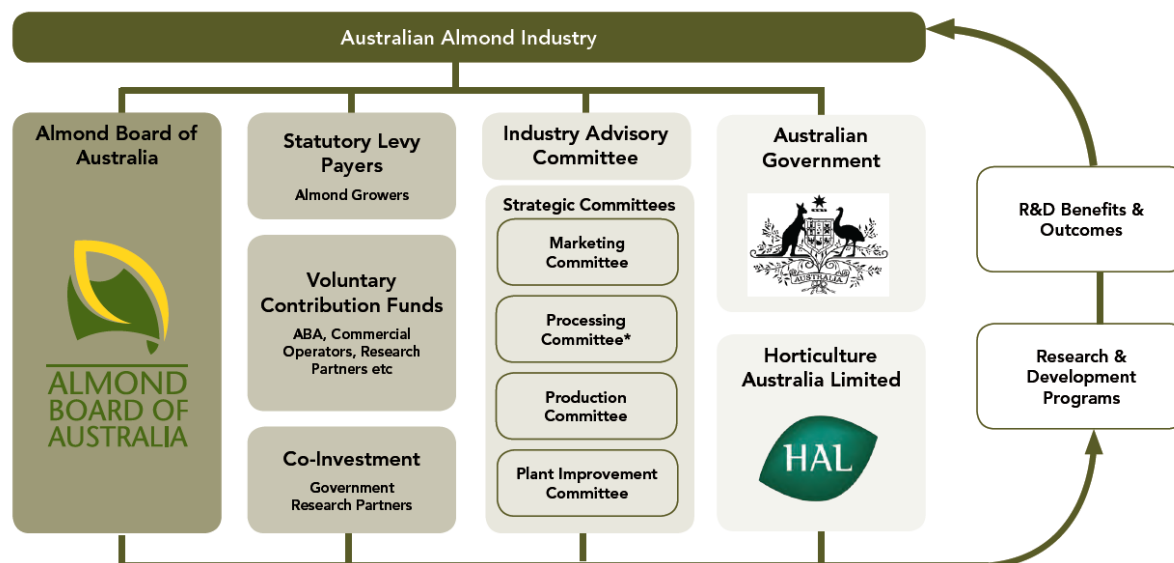 Australian Almond Industry
Almond Board of
Australia
ALMOND
BOARD OF
AUSTRALIA
Statutory Levy
Payers
Almond Growers
Voluntary
Contribution Funds
ABA, Commercial
Operators, Research
Partners etc
Co-Investment
Government
Research Partners
Industry Advisory
Committee
Strategic Committees
Marketing
Committee
Processing
Committee*
Production
Committee
Plant Improvement
Committee
Australian
Government
AUSTRALIA
Horticulture
Australia Limited
HAL
R&D Benefits &
Outcomes
Research &
Development
Programs